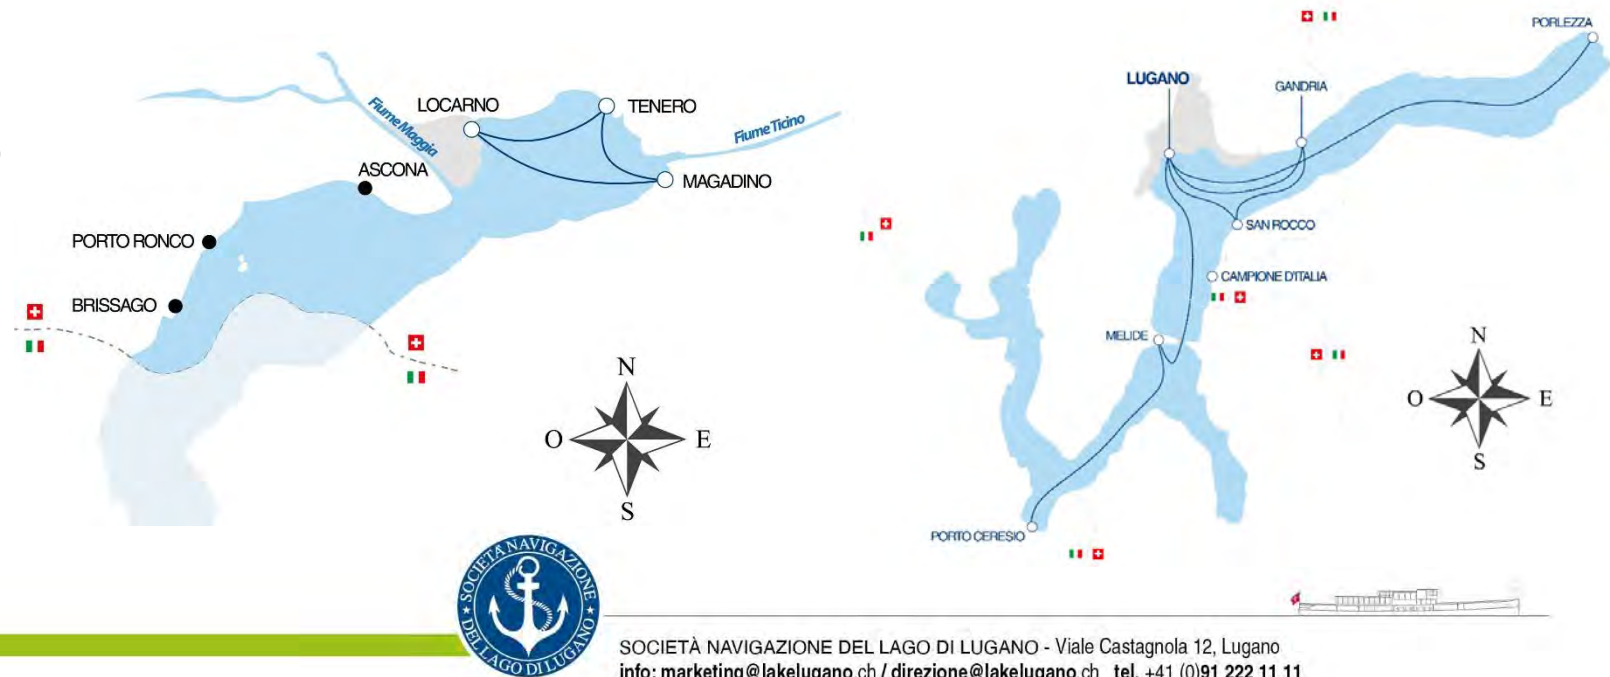 LOCARNO
TENERO
Fiume Maggia
Fiume Ticino
ASCONA
MAGADINO
PORTO RONCO
BRISSAGO
N
O
E
S
PORLEZZA
LUGANO
GANDRIA
SAN ROCCO
CAMPIONE D'ITALIA
MELIDE
PORTO CERESIO
N
O
E
S
SOCIETÀ NAVIGAZIONE
DEL LAGO DI LUGANO
SOCIETÀ NAVIGAZIONE DEL LAGO DI LUGANO - Viale Castagnola 12, Lugano
info: marketing@lakelugano.ch / direzione@lakelugano.ch tel. +41 (0)91 222 11 11